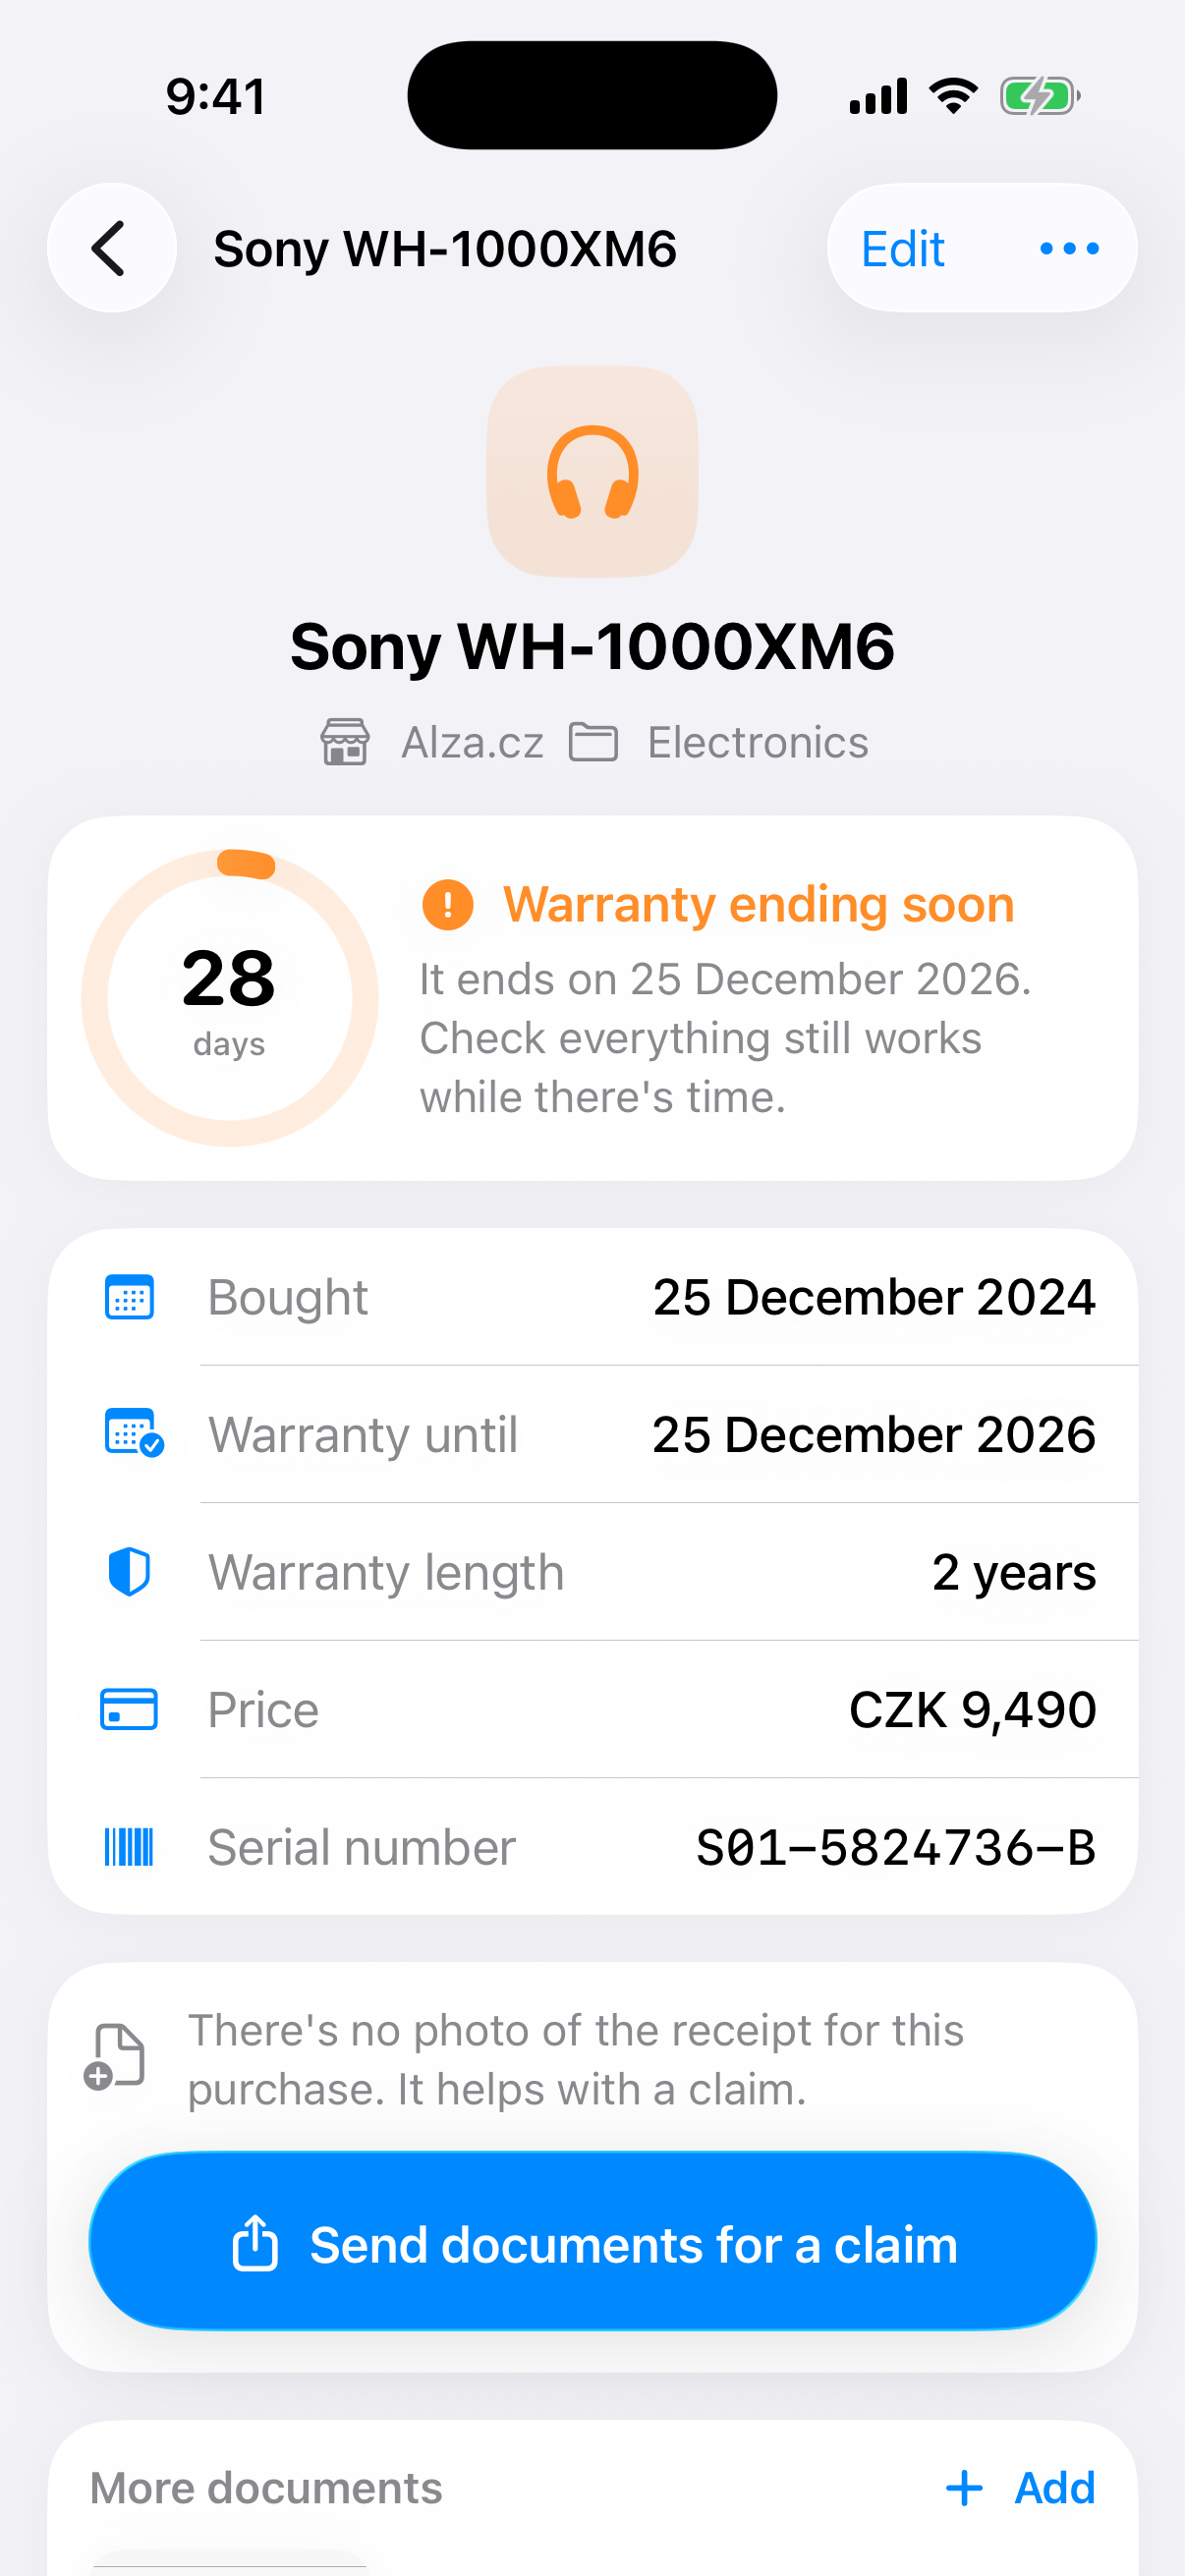 9:41
Sony WH-1000XM6
Edit
Sony WH-1000XM6
Alza.cz Electronics
28
days
Warranty ending soon
It ends on 25 December 2026.
Check everything still works
while there's time.
Bought 25 December 2024
Warranty until 25 December 2026
Warranty length 2 years
Price CZK 9,490
Serial number S01–5824736–B
There's no photo of the receipt for this
purchase. It helps with a claim.
Send documents for a claim
More documents + Add